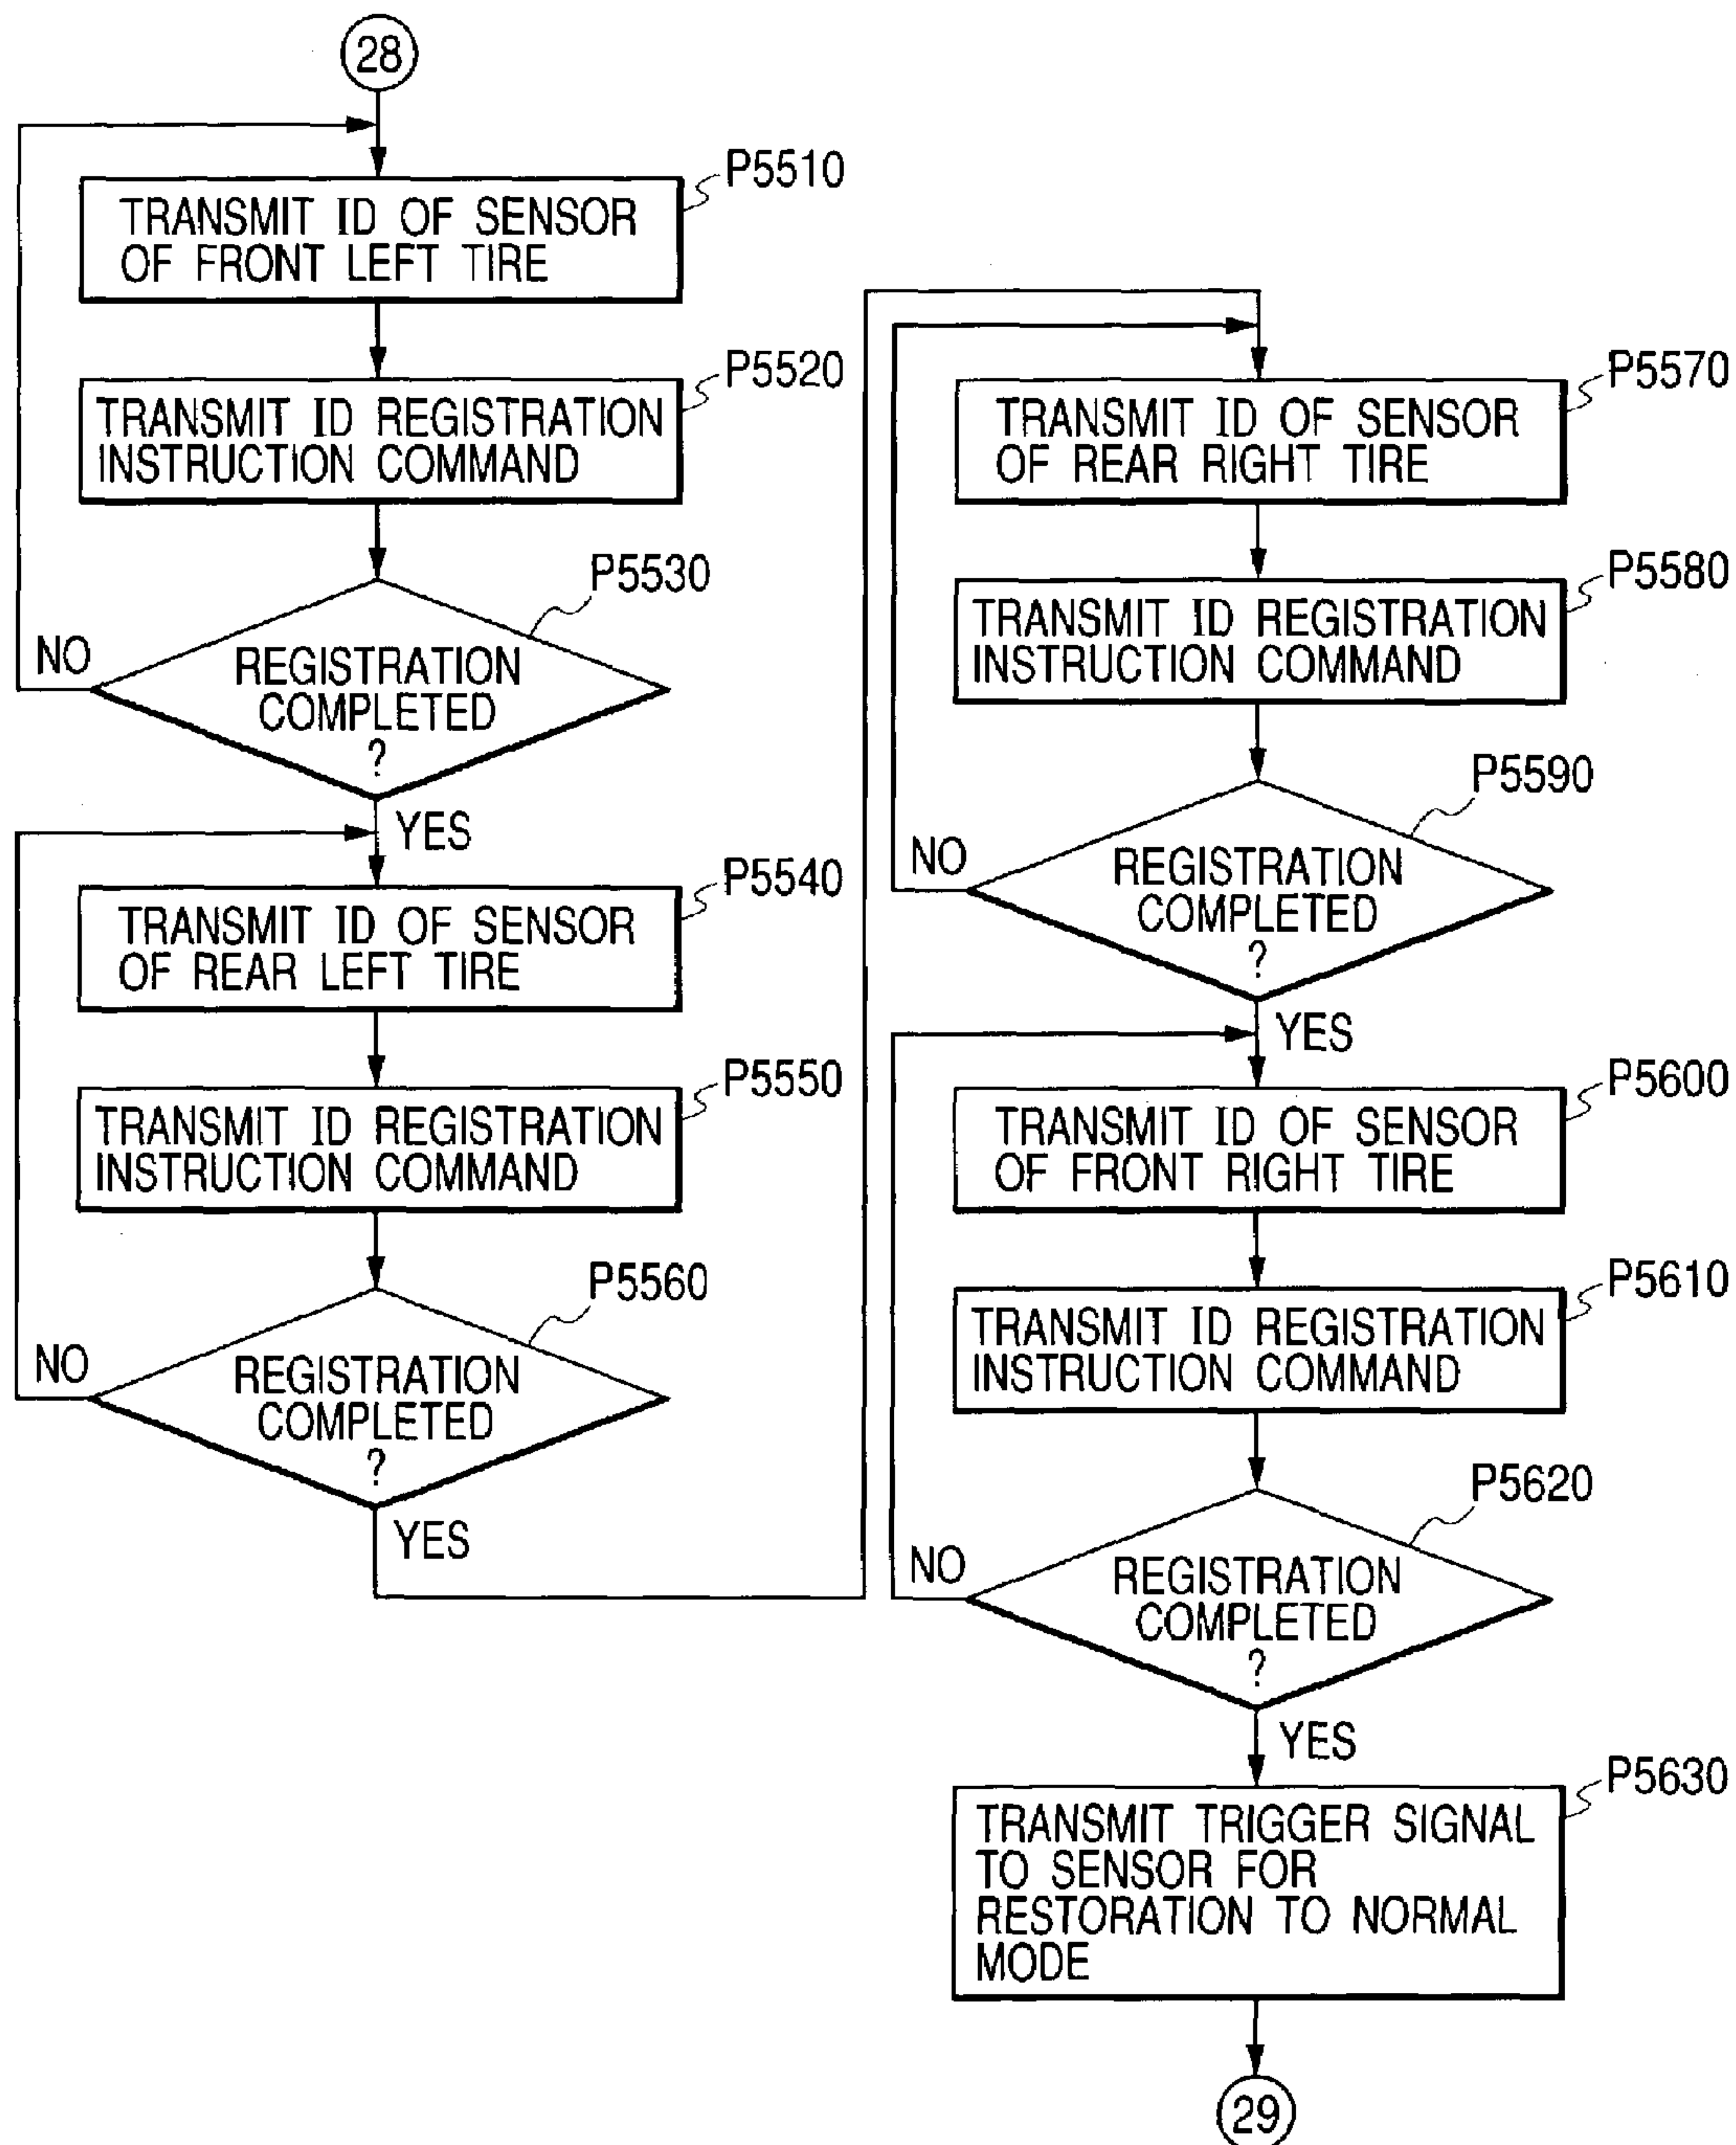 28
P5510
TRANSMIT ID OF SENSOR
OF FRONT LEFT TIRE
P5520
TRANSMIT ID REGISTRATION
INSTRUCTION COMMAND
P5530
NO
REGISTRATION
COMPLETED
?
YES
P5540
TRANSMIT ID OF SENSOR
OF REAR LEFT TIRE
P5550
TRANSMIT ID REGISTRATION
INSTRUCTION COMMAND
P5560
NO
REGISTRATION
COMPLETED
?
YES
P5570
TRANSMIT ID OF SENSOR
OF REAR RIGHT TIRE
P5580
TRANSMIT ID REGISTRATION
INSTRUCTION COMMAND
P5590
NO
REGISTRATION
COMPLETED
?
YES
P5600
TRANSMIT ID OF SENSOR
OF FRONT RIGHT TIRE
P5610
TRANSMIT ID REGISTRATION
INSTRUCTION COMMAND
P5620
NO
REGISTRATION
COMPLETED
?
YES
P5630
TRANSMIT TRIGGER SIGNAL
TO SENSOR FOR
RESTORATION TO NORMAL
MODE
29